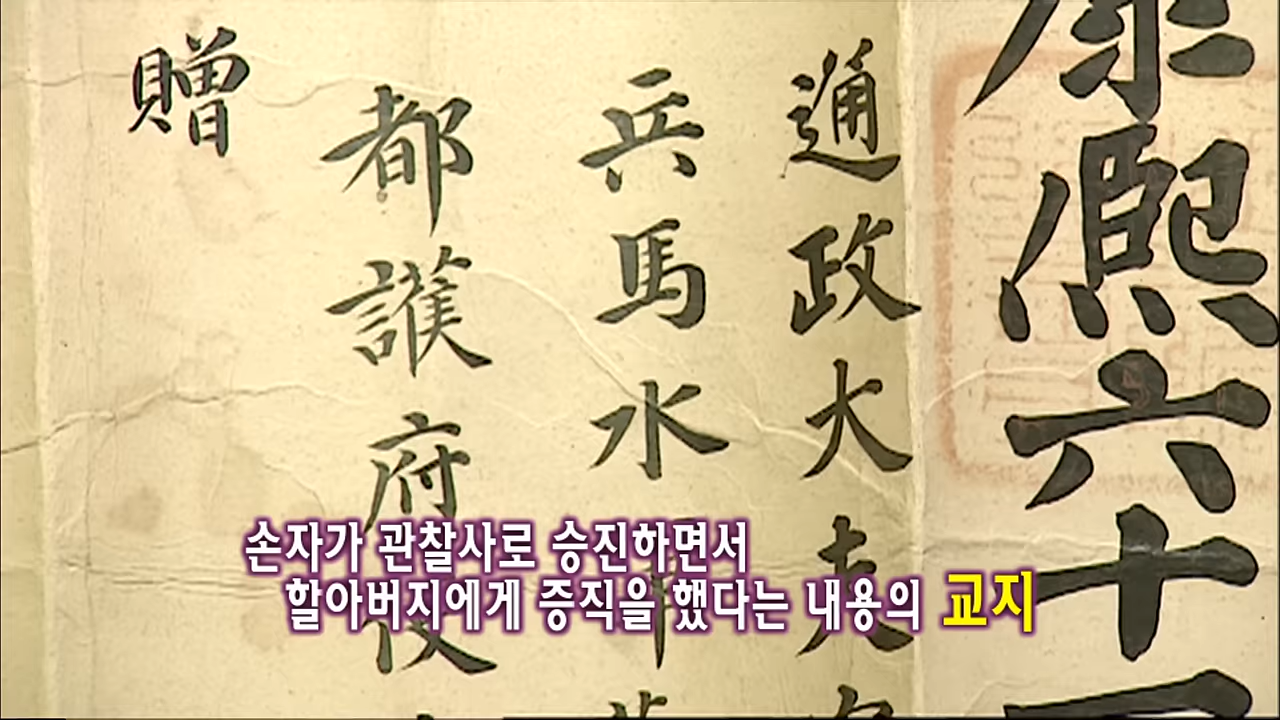 康熙六十
通政大夫
兵馬水
都護府使
贈
손자가 관찰사로 승진하면서
할아버지에게 증직을 했다는 내용의 교지